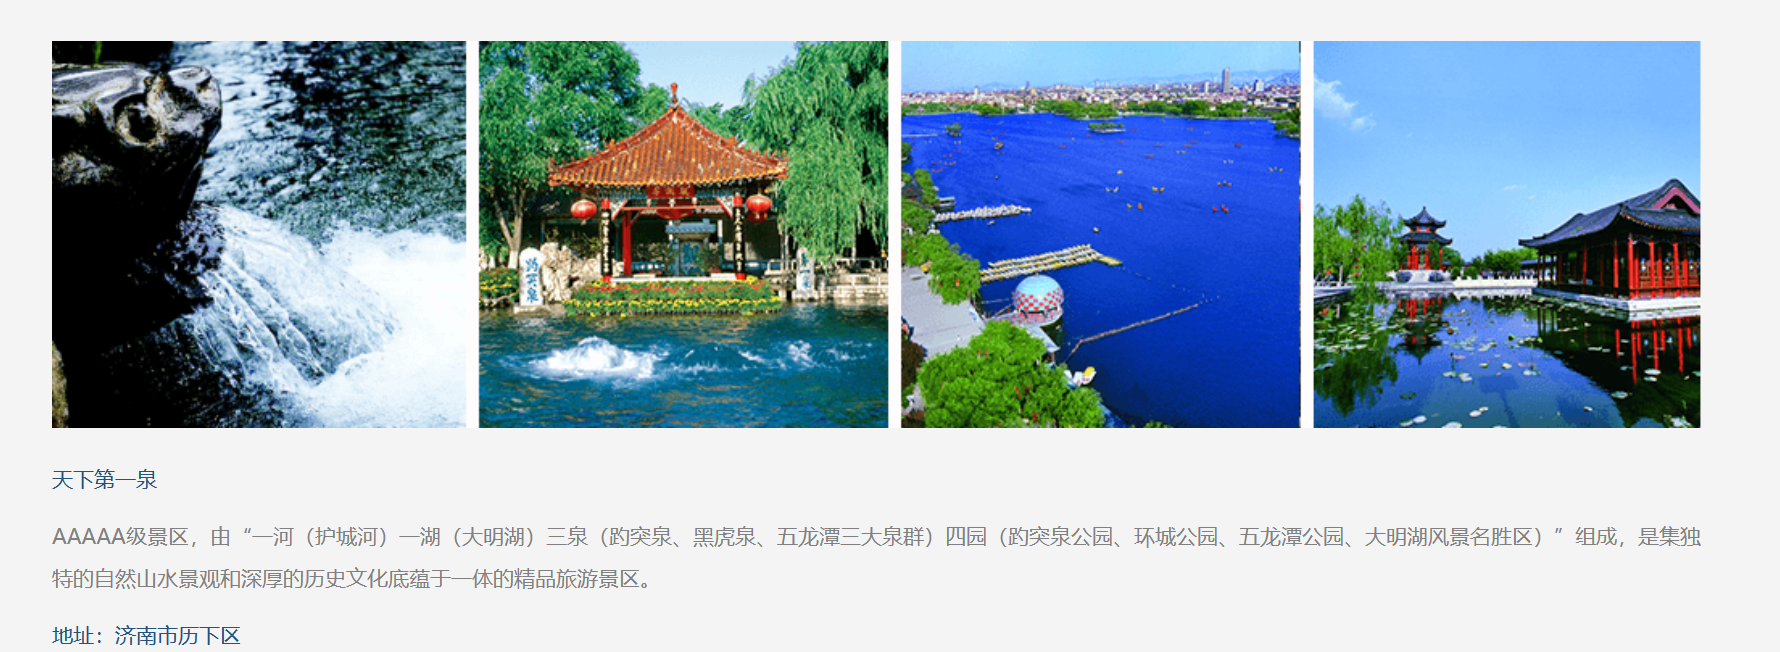 趵突泉
天下第一泉
AAAAA级景区，由“一河（护城河）一湖（大明湖）三泉（趵突泉、黑虎泉、五龙潭三大泉群）四园（趵突泉公园、环城公园、五龙潭公园、大明湖风景名胜区）”组成，是集独
特的自然山水景观和深厚的历史文化底蕴于一体的精品旅游景区。
地址：济南市历下区